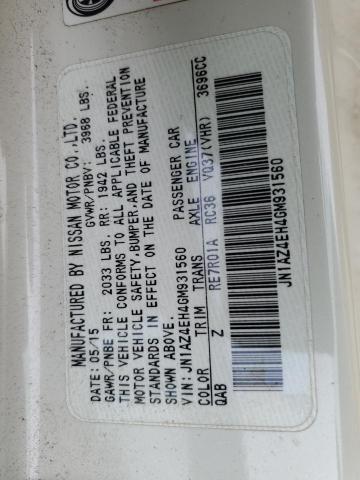 MANUFACTURED BY NISSAN MOTOR CO.,LTD.
DATE: 05/15 GVWR/PNBV: 3968 LBS.
GAWR/PNBE FR: 2033 LBS. RR: 1942 LBS.
THIS VEHICLE CONFORMS TO ALL APPLICABLE FEDERAL
MOTOR VEHICLE SAFETY,BUMPER,AND THEFT PREVENTION
STANDARDS IN EFFECT ON THE DATE OF MANUFACTURE
SHOWN ABOVE.
VIN: JN1AZ4EH4GM931560 PASSENGER CAR
COLOR TRIM TRANS AXLE ENGINE
QAB Z RE7R01A RC36 VQ37(VHR) 3696CC
JN1AZ4EH4GM931560